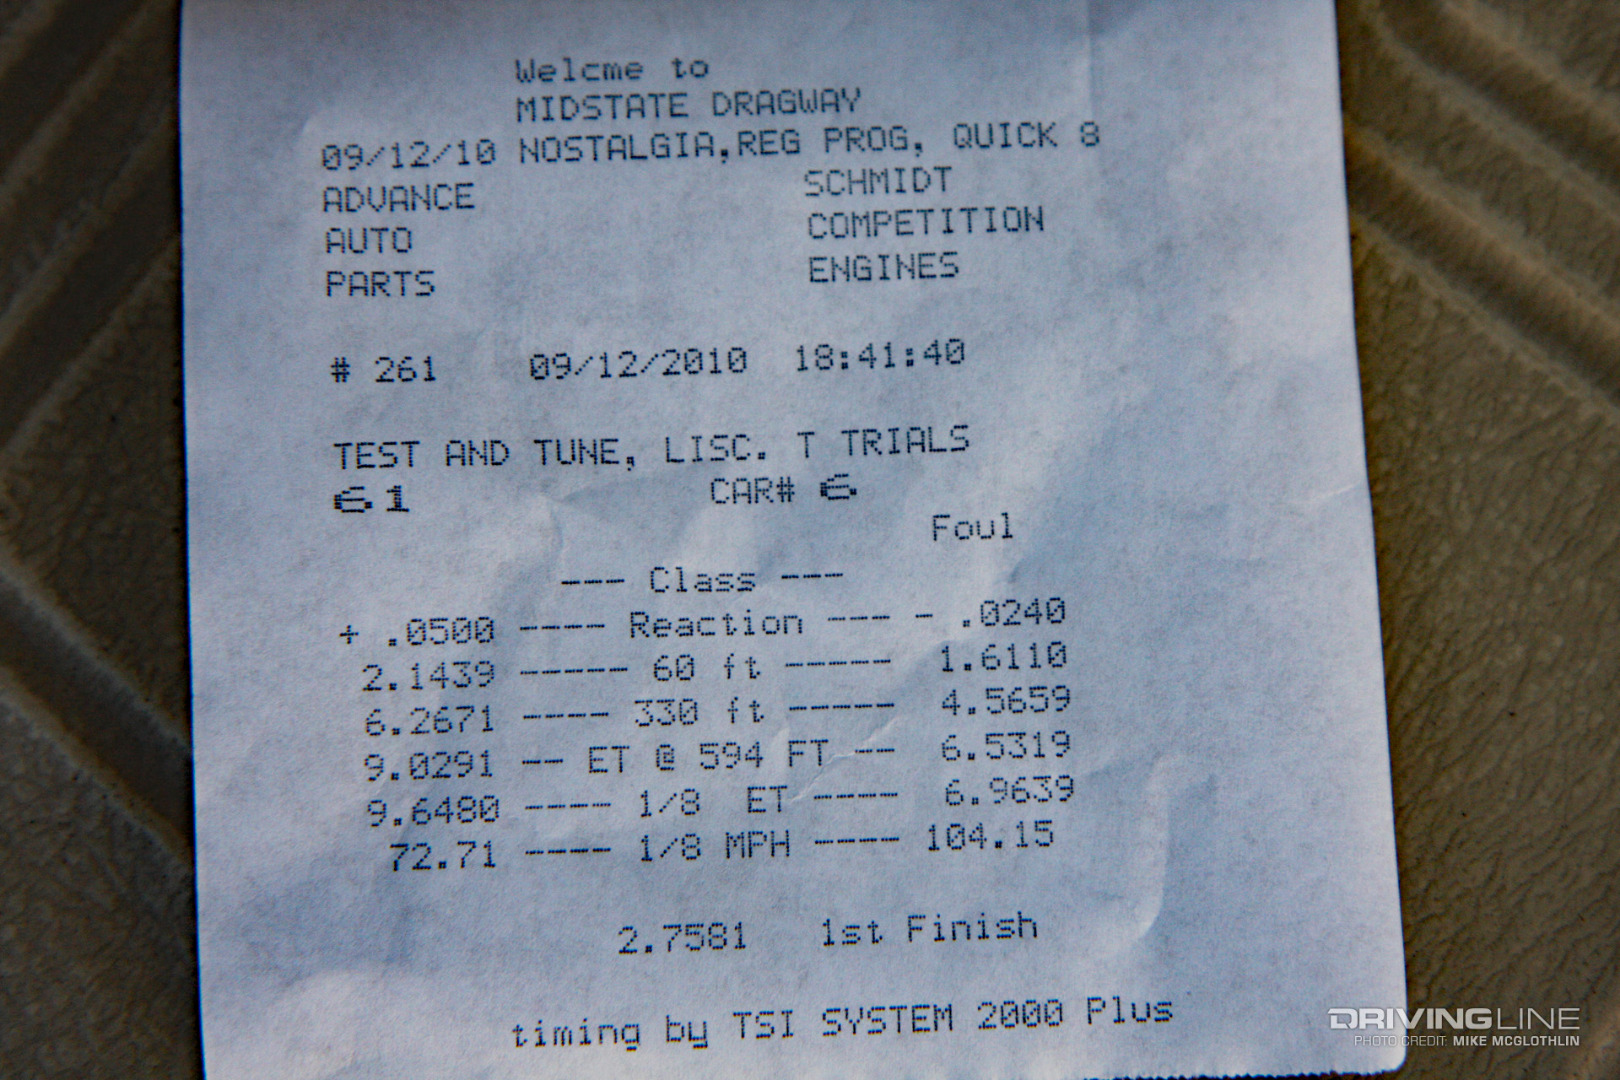 Welcme to
MIDSTATE DRAGWAY
09/12/10 NOSTALGIA,REG PROG, QUICK 8
ADVANCE SCHMIDT
AUTO COMPETITION
PARTS ENGINES
# 261 09/12/2010 18:41:40
TEST AND TUNE, LISC. T TRIALS
61 CAR# 6
Foul
--- Class ---
+ .0500 ---- Reaction --- - .0240
2.1439 ----- 60 ft ----- 1.6110
6.2671 ---- 330 ft ----- 4.5659
9.0291 -- ET @ 594 FT -- 6.5319
9.6480 ---- 1/8 ET ---- 6.9639
72.71 ---- 1/8 MPH ---- 104.15
2.7581 1st Finish
timing by TSI SYSTEM 2000 Plus
DRIVINGLINE
PHOTO CREDIT: MIKE MCGLOTHLIN